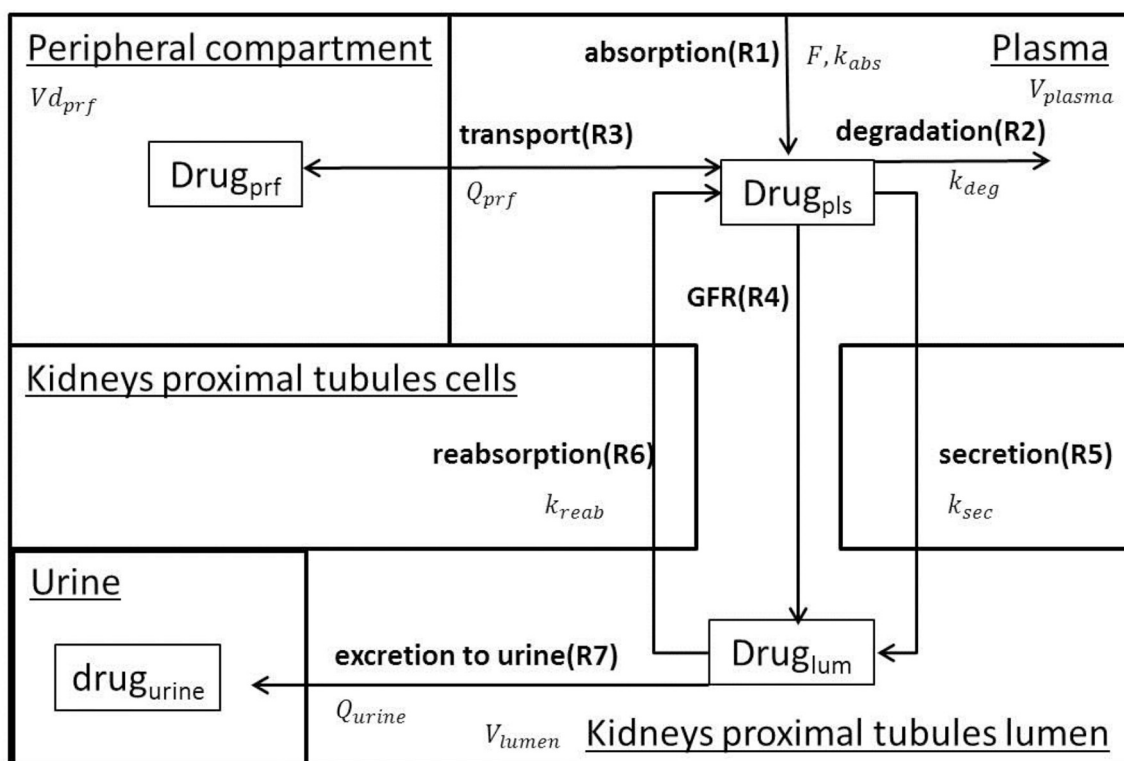 Peripheral compartment
Vd_prf
absorption(R1)
F, k_abs
Plasma
V_plasma
transport(R3)
Q_prf
degradation(R2)
k_deg
Drug_prf
Drug_pls
GFR(R4)
Kidneys proximal tubules cells
reabsorption(R6)
k_reab
secretion(R5)
k_sec
Urine
drug_urine
excretion to urine(R7)
Q_urine
Drug_lum
V_lumen
Kidneys proximal tubules lumen